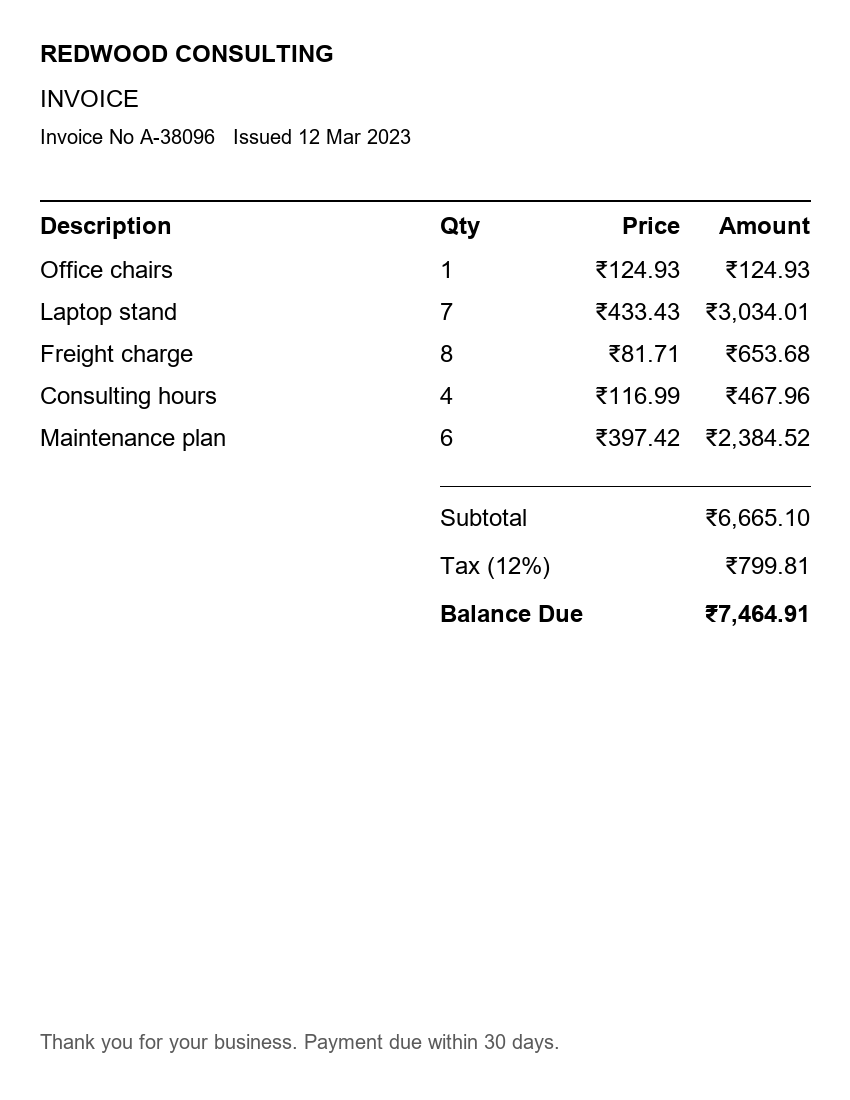 REDWOOD CONSULTING
INVOICE
Invoice No A-38096 Issued 12 Mar 2023
Description Qty Price Amount
Office chairs 1 ₹124.93 ₹124.93
Laptop stand 7 ₹433.43 ₹3,034.01
Freight charge 8 ₹81.71 ₹653.68
Consulting hours 4 ₹116.99 ₹467.96
Maintenance plan 6 ₹397.42 ₹2,384.52
Subtotal ₹6,665.10
Tax (12%) ₹799.81
Balance Due ₹7,464.91
Thank you for your business. Payment due within 30 days.